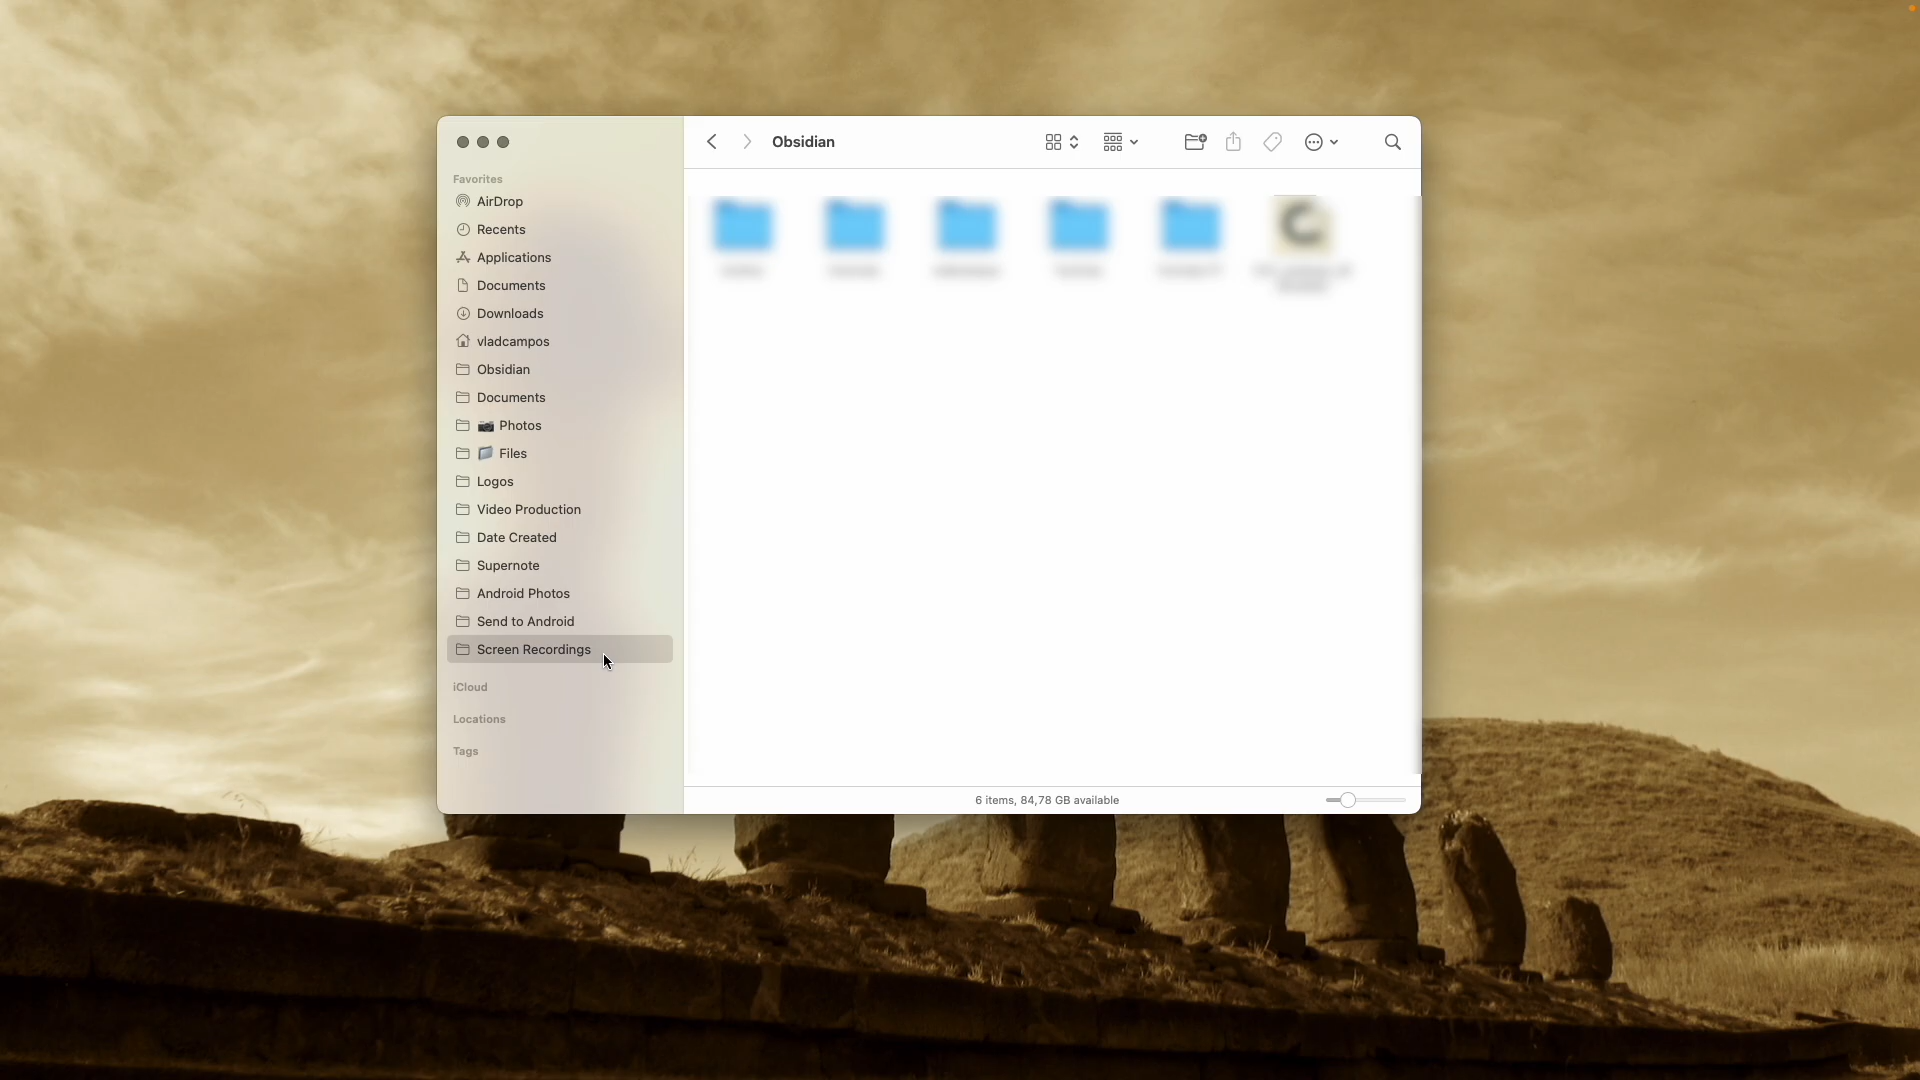 Obsidian
Favorites
AirDrop
Recents
Applications
Documents
Downloads
vladcampos
Obsidian
Documents
Photos
Files
Logos
Video Production
Date Created
Supernote
Android Photos
Send to Android
Screen Recordings
iCloud
Locations
Tags
6 items, 84,78 GB available